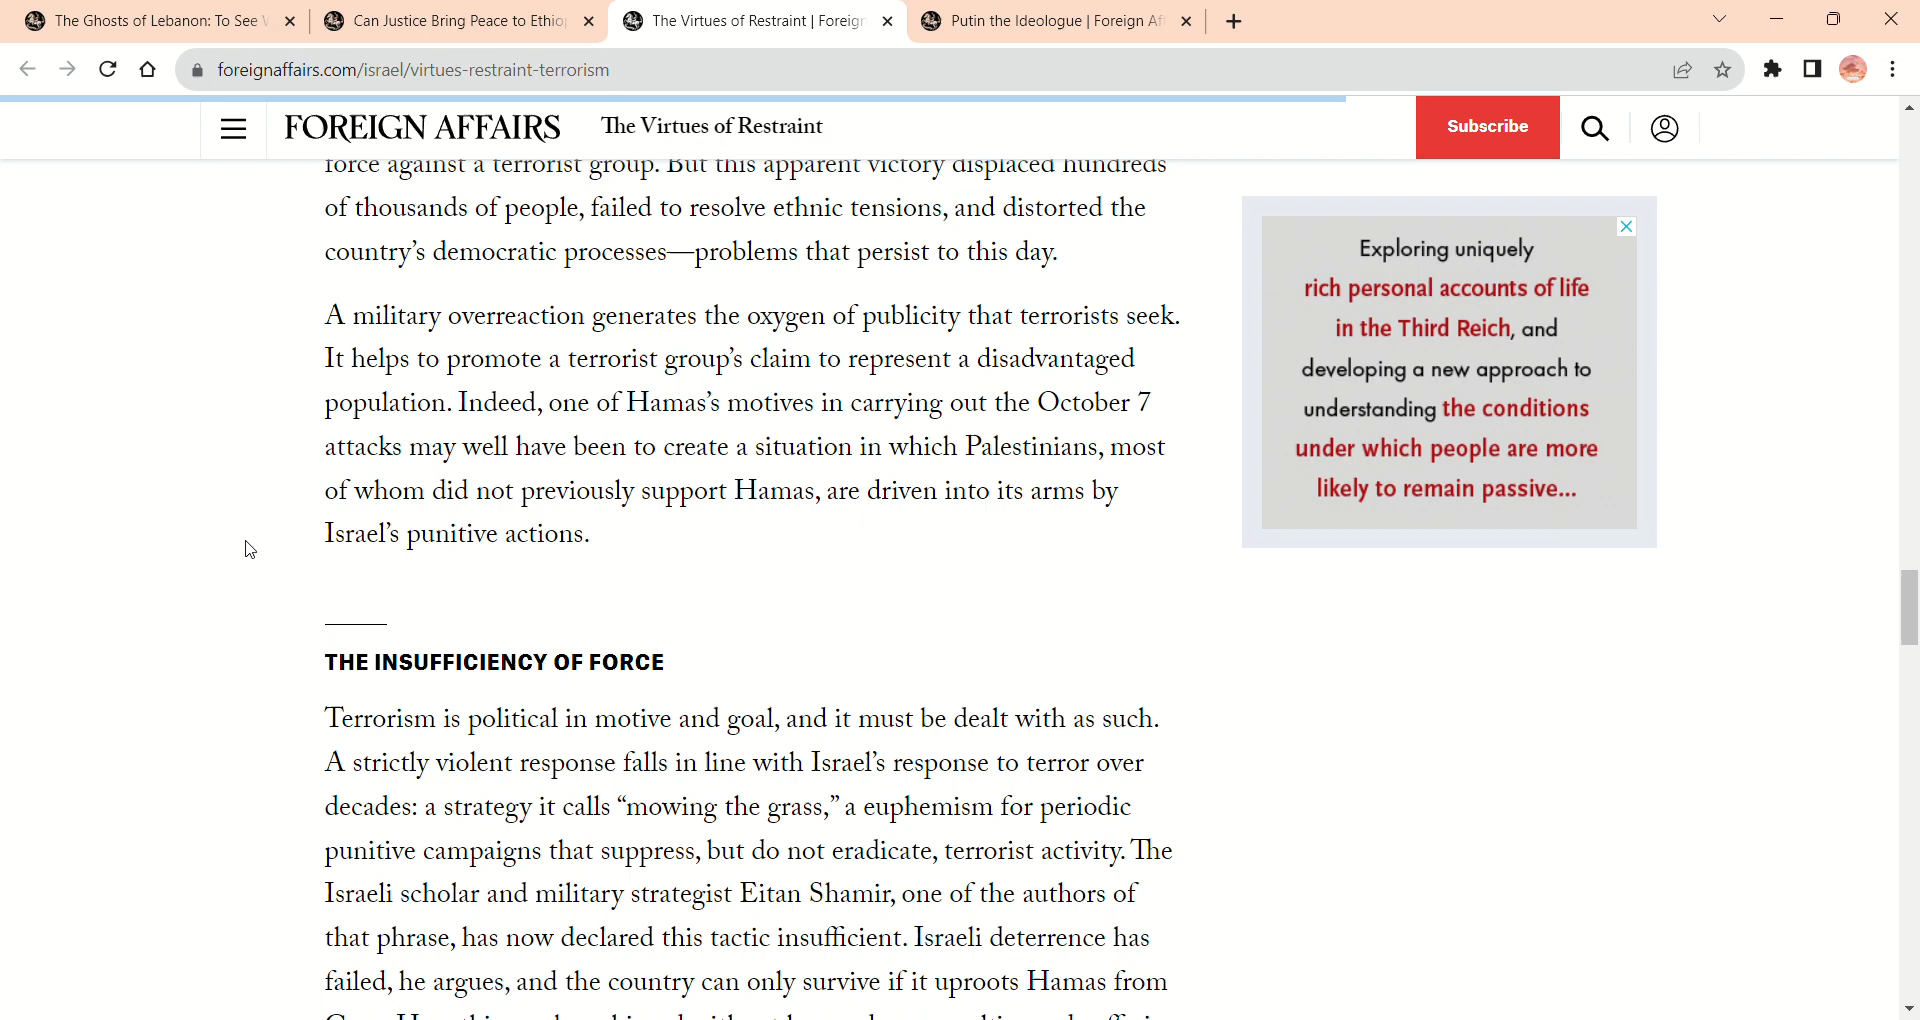 The Ghosts of Lebanon: To See
Can Justice Bring Peace to Ethio
The Virtues of Restraint | Foreign
Putin the Ideologue | Foreign Af
foreignaffairs.com/israel/virtues-restraint-terrorism
FOREIGN AFFAIRS
The Virtues of Restraint
Subscribe
force against a terrorist group. But this apparent victory displaced hundreds
of thousands of people, failed to resolve ethnic tensions, and distorted the
country’s democratic processes—problems that persist to this day.
A military overreaction generates the oxygen of publicity that terrorists seek.
It helps to promote a terrorist group’s claim to represent a disadvantaged
population. Indeed, one of Hamas’s motives in carrying out the October 7
attacks may well have been to create a situation in which Palestinians, most
of whom did not previously support Hamas, are driven into its arms by
Israel’s punitive actions.
THE INSUFFICIENCY OF FORCE
Terrorism is political in motive and goal, and it must be dealt with as such.
A strictly violent response falls in line with Israel’s response to terror over
decades: a strategy it calls “mowing the grass,” a euphemism for periodic
punitive campaigns that suppress, but do not eradicate, terrorist activity. The
Israeli scholar and military strategist Eitan Shamir, one of the authors of
that phrase, has now declared this tactic insufficient. Israeli deterrence has
failed, he argues, and the country can only survive if it uproots Hamas from
Exploring uniquely
rich personal accounts of life
in the Third Reich, and
developing a new approach to
understanding the conditions
under which people are more
likely to remain passive...